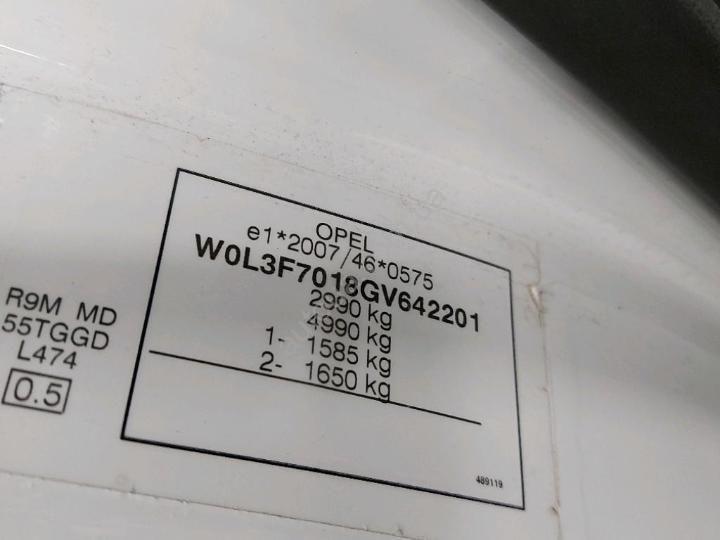 OPEL
e1*2007/46*0575
W0L3F7018GV642201
2990 kg
4990 kg
1- 1585 kg
2- 1650 kg
R9M MD
55TGGD
L474
0.5
489119